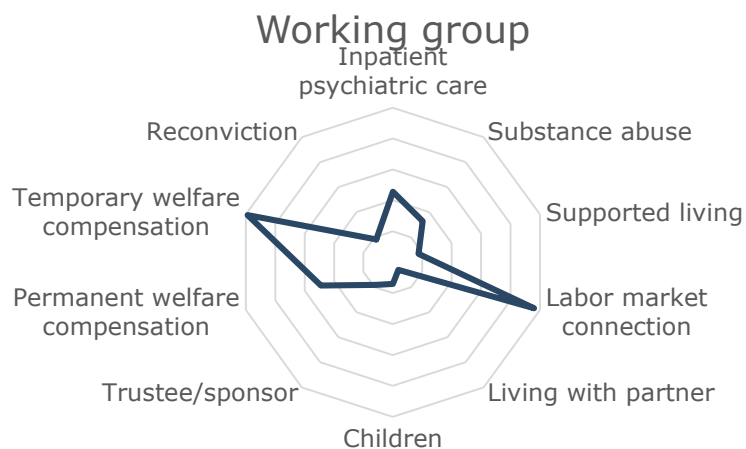 Working group
Inpatient
psychiatric care
Substance abuse
Supported living
Labor market
connection
Living with partner
Children
Trustee/sponsor
Permanent welfare
compensation
Temporary welfare
compensation
Reconviction